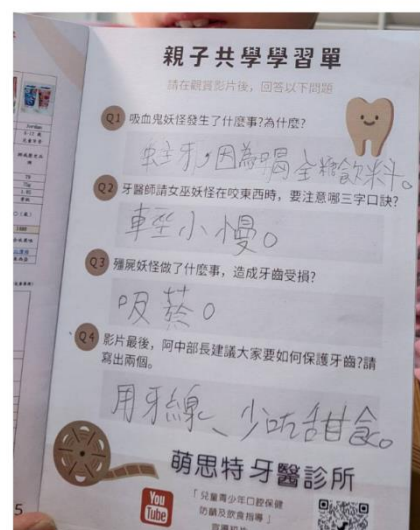 親子共學學習單
請在觀賞影片後，回答以下問題
Q1 吸血鬼妖怪發生了什麼事?為什麼?
蛀牙，因為喝全糖飲料。
Q2 牙醫師請女巫妖怪在咬東西時，要注意哪三字口訣?
輕小慢。
Q3 殭屍妖怪做了什麼事，造成牙齒受損?
吸菸。
Q4 影片最後，阿中部長建議大家要如何保護牙齒?請
寫出兩個。
用牙線、少吃甜食。
萌思特牙醫診所
You
Tube
「兒童青少年口腔保健
防齲及飲食指導」
5